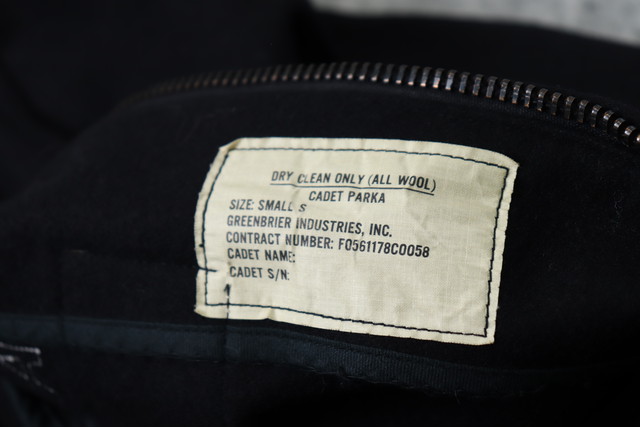 DRY CLEAN ONLY (ALL WOOL)
CADET PARKA
SIZE: SMALL S
GREENBRIER INDUSTRIES, INC.
CONTRACT NUMBER: F0561178C0058
CADET NAME:
CADET S/N: